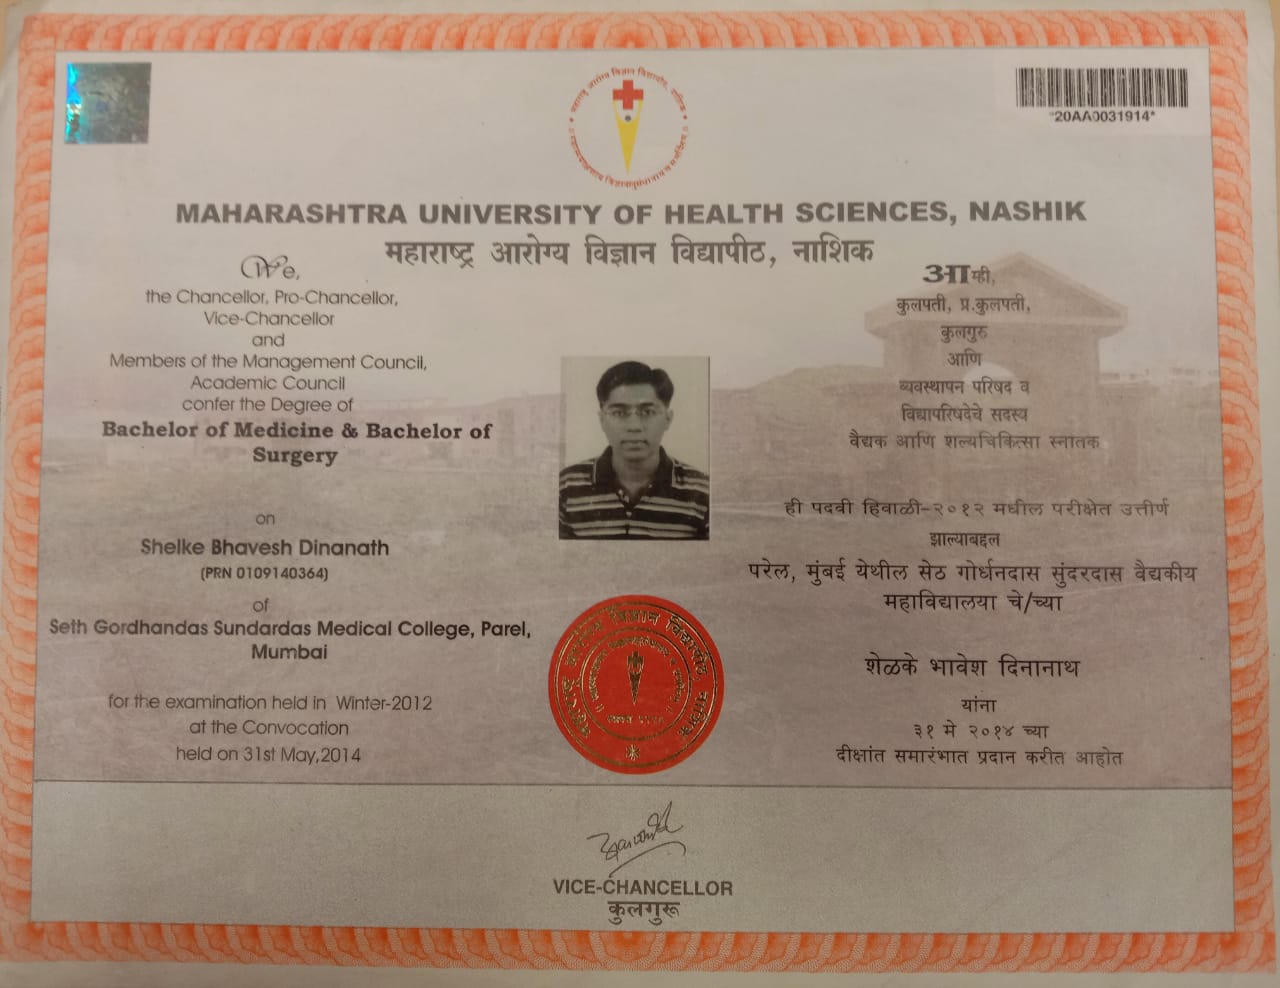 *20AA0031914*
MAHARASHTRA UNIVERSITY OF HEALTH SCIENCES, NASHIK
महाराष्ट्र आरोग्य विज्ञान विद्यापीठ, नाशिक
We,
the Chancellor, Pro-Chancellor,
Vice-Chancellor
and
Members of the Management Council,
Academic Council
confer the Degree of
Bachelor of Medicine & Bachelor of
Surgery
on
Shelke Bhavesh Dinanath
(PRN 0109140364)
of
Seth Gordhandas Sundardas Medical College, Parel,
Mumbai
for the examination held in Winter-2012
at the Convocation
held on 31st May,2014
आम्ही,
कुलपती, प्र.कुलपती,
कुलगुरु
आणि
व्यवस्थापन परिषद व
विद्यापरिषदेचे सदस्य
वैद्यक आणि शल्यचिकित्सा स्नातक
ही पदवी हिवाळी-२०१२ मधील परीक्षेत उत्तीर्ण
झाल्याबद्दल
परेल, मुंबई येथील सेठ गोर्धनदास सुंदरदास वैद्यकीय
महाविद्यालया चे/च्या
शेळके भावेश दिनानाथ
यांना
३१ मे २०१४ च्या
दीक्षांत समारंभात प्रदान करीत आहोत
VICE-CHANCELLOR
कुलगुरू